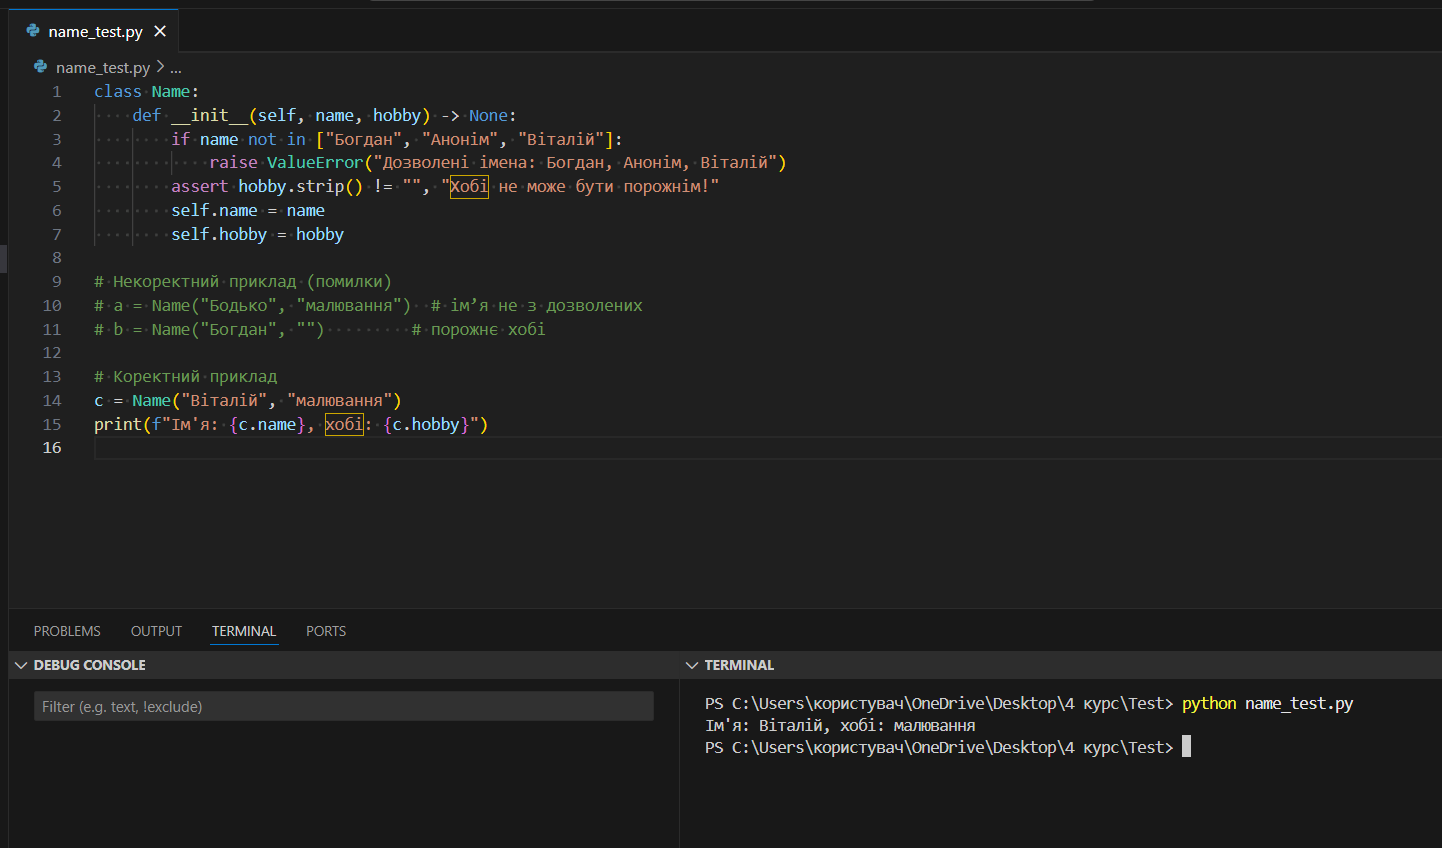 name_test.py
name_test.py > ...
1 class Name:
2     def __init__(self, name, hobby) -> None:
3         if name not in ["Богдан", "Анонім", "Віталій"]:
4             raise ValueError("Дозволені імена: Богдан, Анонім, Віталій")
5         assert hobby.strip() != "", "Хобі не може бути порожнім!"
6         self.name = name
7         self.hobby = hobby
8
9 # Некоректний приклад (помилки)
10 # a = Name("Бодько", "малювання")  # ім’я не з дозволених
11 # b = Name("Богдан", "")         # порожнє хобі
12
13 # Коректний приклад
14 c = Name("Віталій", "малювання")
15 print(f"Ім'я: {c.name}, хобі: {c.hobby}")
16
PROBLEMS OUTPUT TERMINAL PORTS
DEBUG CONSOLE
Filter (e.g. text, !exclude)
TERMINAL
PS C:\Users\користувач\OneDrive\Desktop\4 курс\Test> python name_test.py
Ім'я: Віталій, хобі: малювання
PS C:\Users\користувач\OneDrive\Desktop\4 курс\Test>